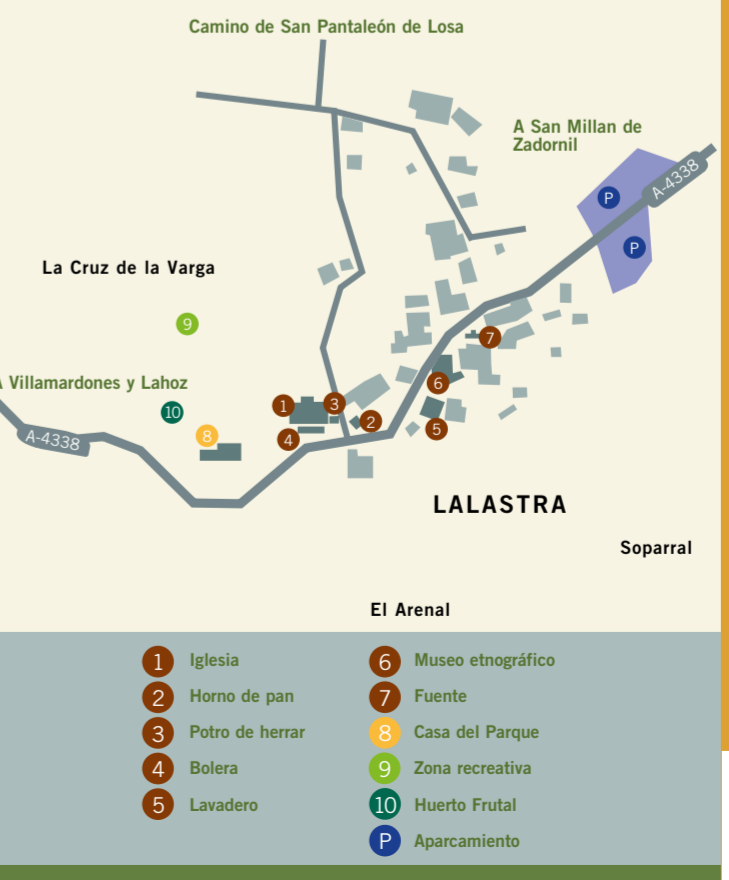 Camino de San Pantaleón de Losa
A San Millan de
Zadornil
A-4338
P
P
La Cruz de la Varga
9
7
A Villamardones y Lahoz
6
10
1
3
2
8
4
5
A-4338
LALASTRA
Soparral
El Arenal
1 Iglesia
2 Horno de pan
3 Potro de herrar
4 Bolera
5 Lavadero
6 Museo etnográfico
7 Fuente
8 Casa del Parque
9 Zona recreativa
10 Huerto Frutal
P Aparcamiento